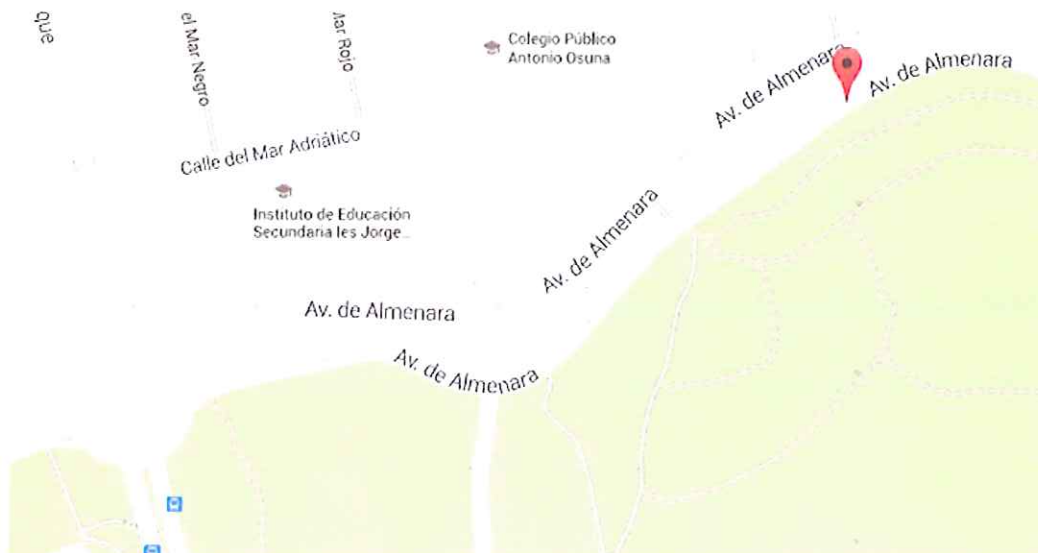 que
el Mar Negro
Mar Rojo
Colegio Público
Antonio Osuna
Av. de Almenara
Av. de Almenara
Calle del Mar Adriático
Instituto de Educación
Secundaria Ies Jorge...
Av. de Almenara
Av. de Almenara
Av. de Almenara